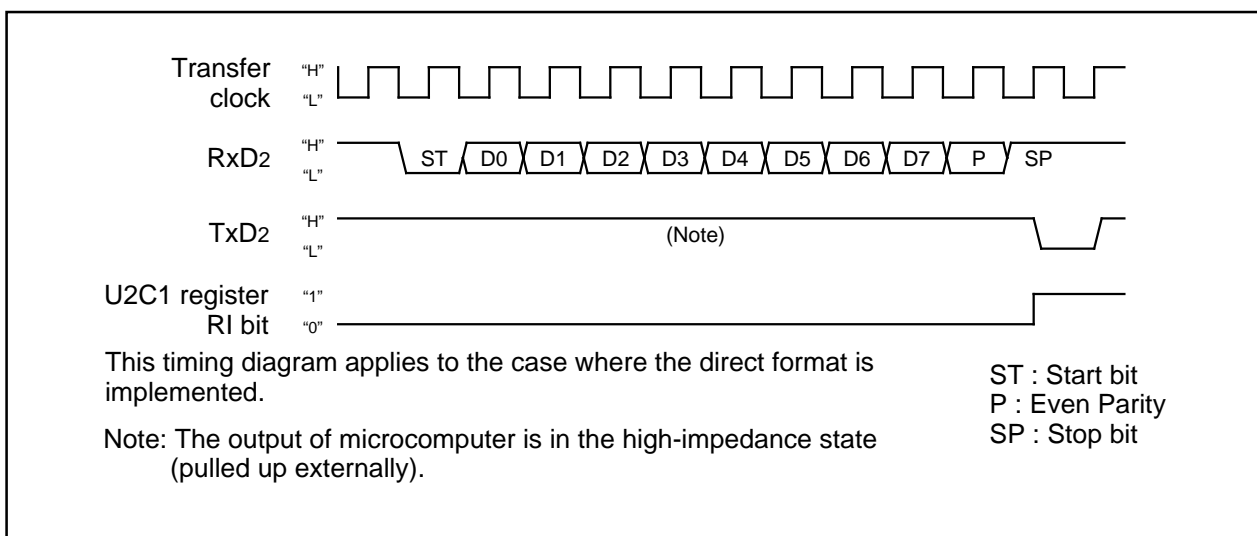 Transfer clock
“H”
“L”
RxD2
“H”
“L”
ST D0 D1 D2 D3 D4 D5 D6 D7 P SP
TxD2
“H”
“L”
(Note)
U2C1 register
RI bit
“1”
“0”
This timing diagram applies to the case where the direct format is
implemented.
Note: The output of microcomputer is in the high-impedance state
(pulled up externally).
ST : Start bit
P : Even Parity
SP : Stop bit